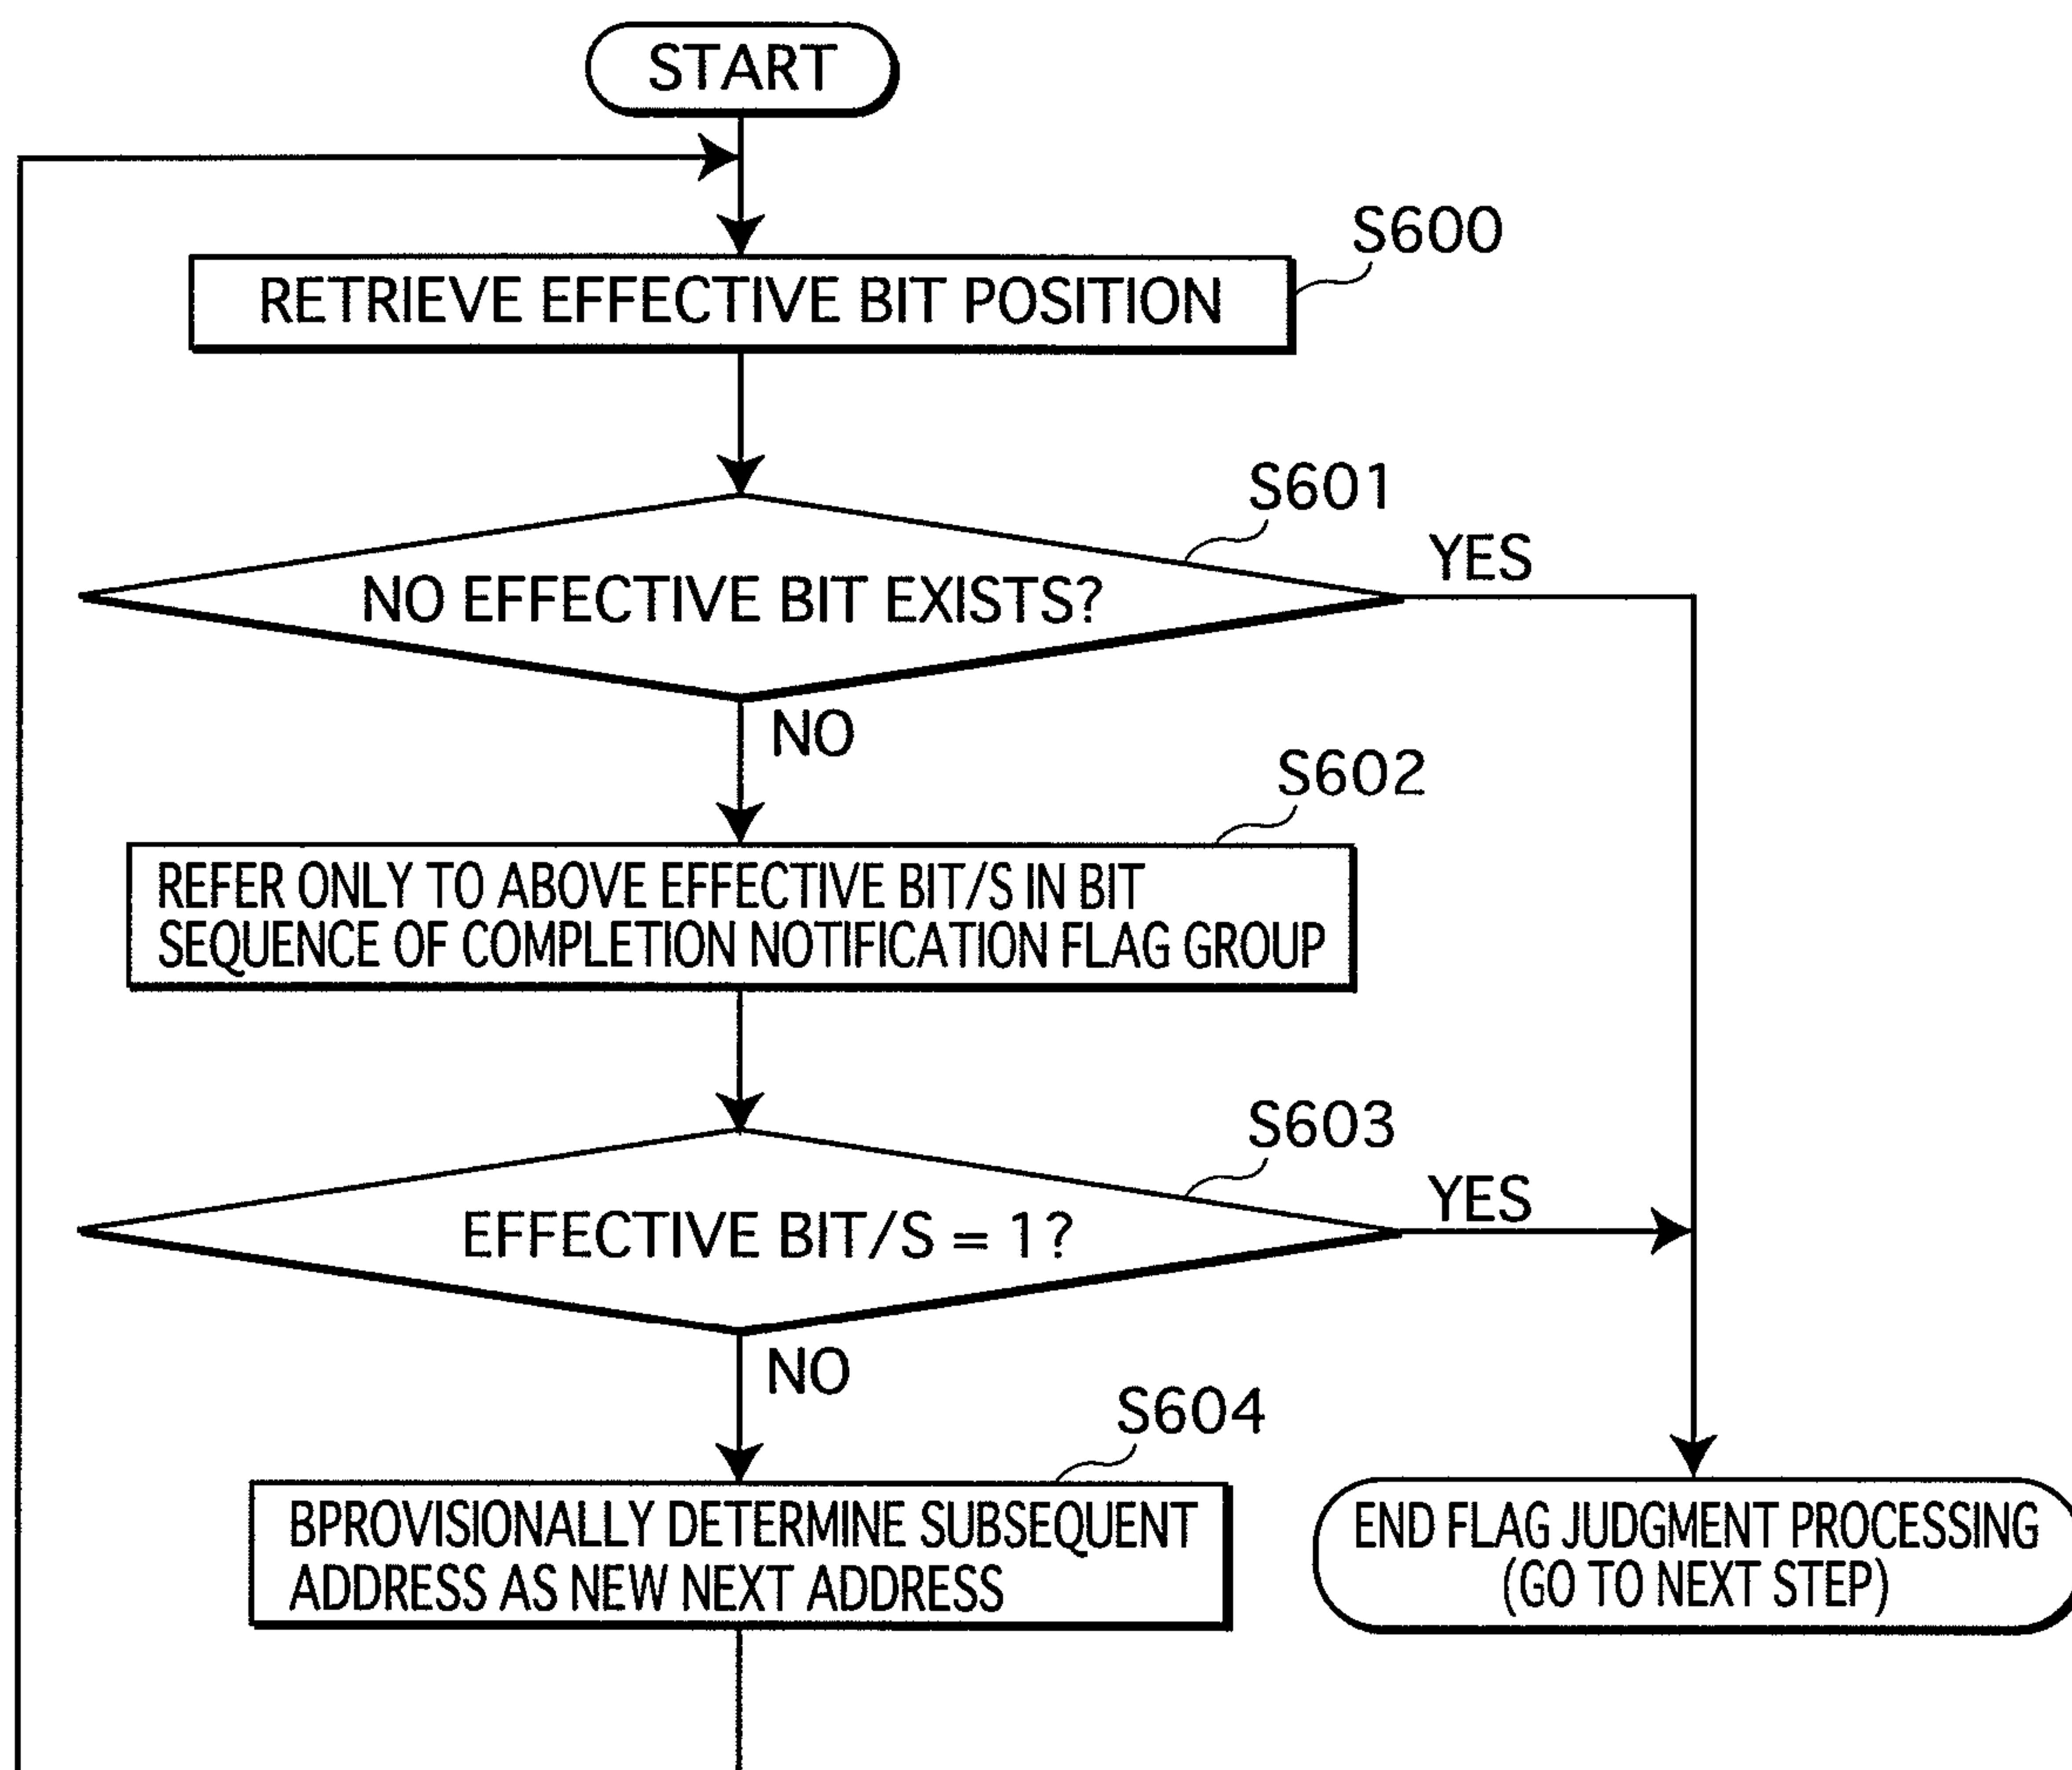 START
S600
RETRIEVE EFFECTIVE BIT POSITION
S601
NO EFFECTIVE BIT EXISTS?
YES
NO
S602
REFER ONLY TO ABOVE EFFECTIVE BIT/S IN BIT
SEQUENCE OF COMPLETION NOTIFICATION FLAG GROUP
S603
EFFECTIVE BIT/S = 1?
YES
NO
S604
BPROVISIONALLY DETERMINE SUBSEQUENT
ADDRESS AS NEW NEXT ADDRESS
END FLAG JUDGMENT PROCESSING
(GO TO NEXT STEP)